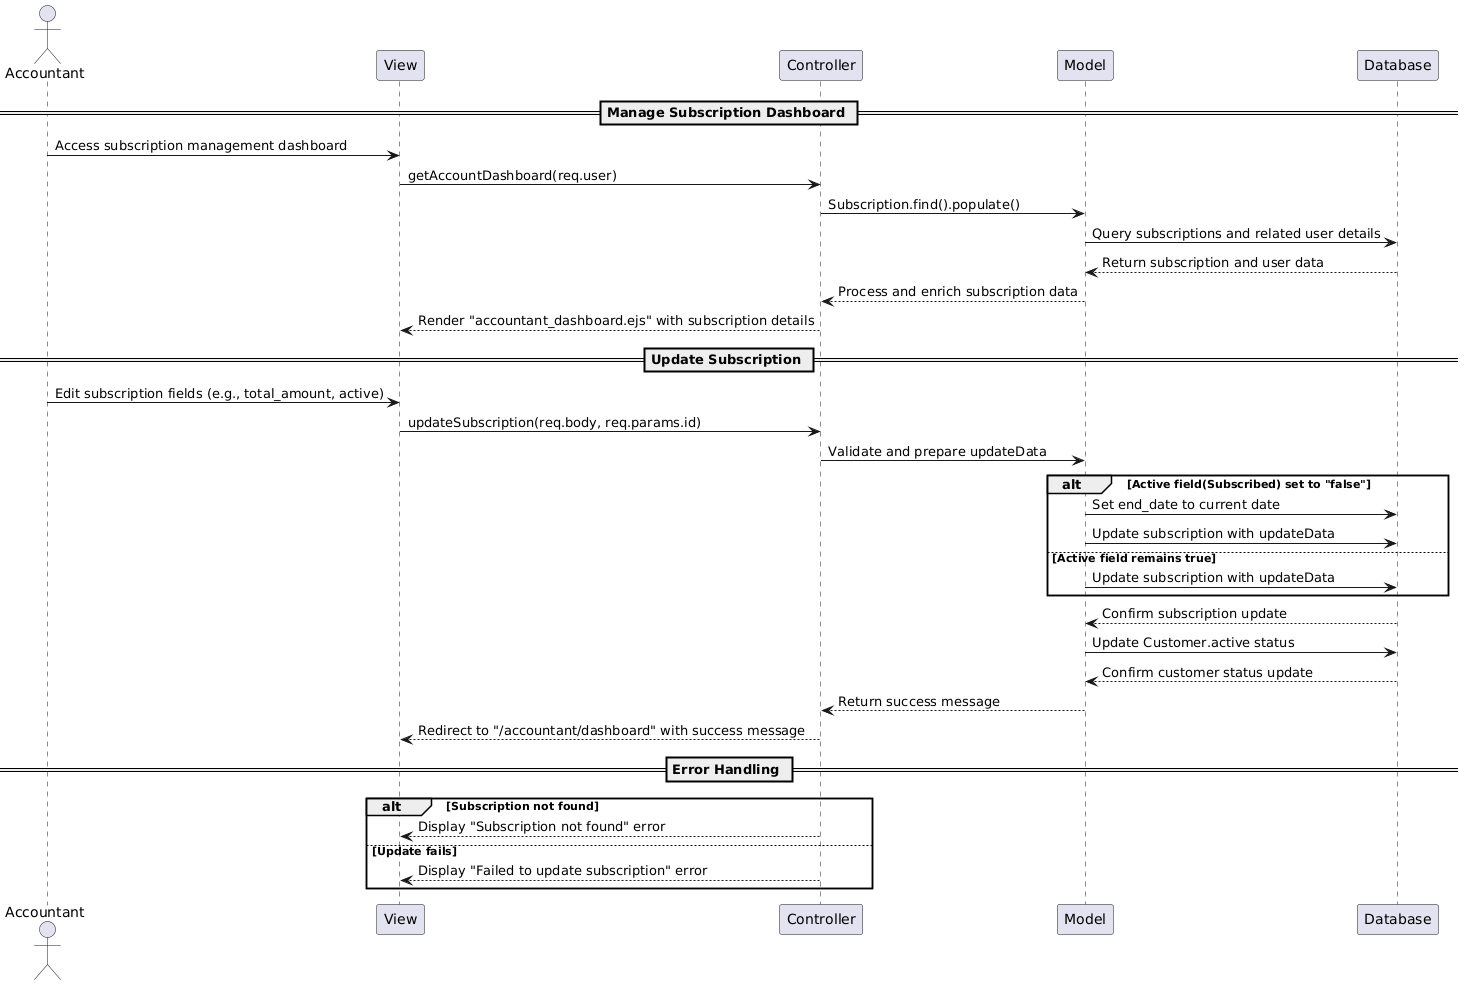 Accountant
View
Controller
Model
Database
Manage Subscription Dashboard
Access subscription management dashboard
getAccountDashboard(req.user)
Subscription.find().populate()
Query subscriptions and related user details
Return subscription and user data
Process and enrich subscription data
Render "accountant_dashboard.ejs" with subscription details
Update Subscription
Edit subscription fields (e.g., total_amount, active)
updateSubscription(req.body, req.params.id)
Validate and prepare updateData
alt [Active field(Subscribed) set to "false"]
Set end_date to current date
Update subscription with updateData
[Active field remains true]
Update subscription with updateData
Confirm subscription update
Update Customer.active status
Confirm customer status update
Return success message
Redirect to "/accountant/dashboard" with success message
Error Handling
alt [Subscription not found]
Display "Subscription not found" error
[Update fails]
Display "Failed to update subscription" error
Accountant
View
Controller
Model
Database